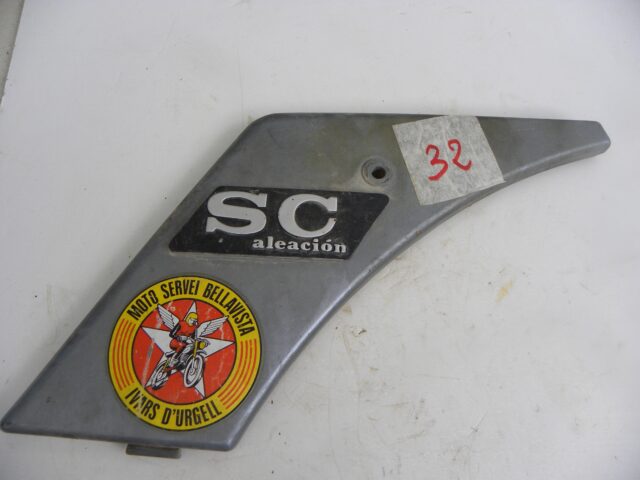 32
SC
aleación
MOTO SERVEI BELLAVISTA
IVARS D'URGELL